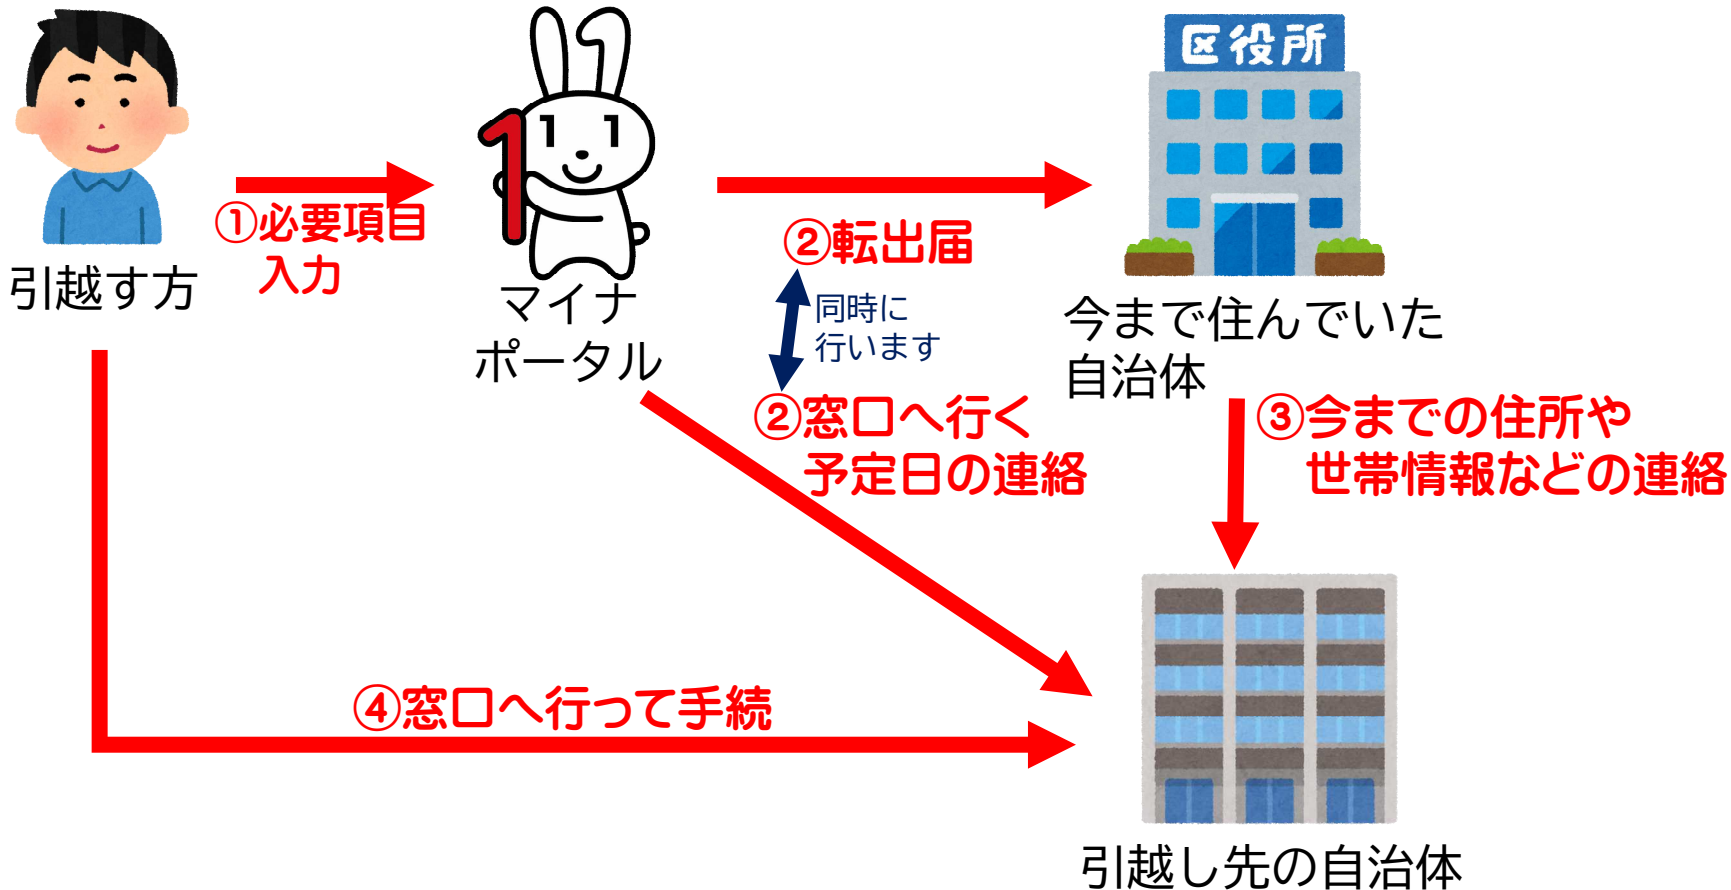 区役所
引越す方
①必要項目
入力
マイナ
ポータル
②転出届
同時に
行います
②窓口へ行く
予定日の連絡
今まで住んでいた
自治体
③今までの住所や
世帯情報などの連絡
④窓口へ行って手続
引越し先の自治体
1